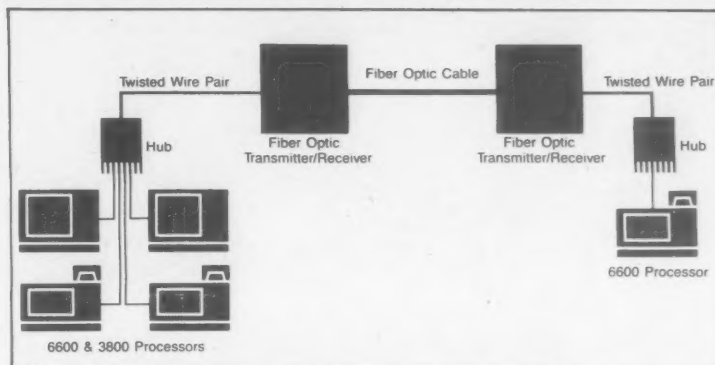 Twisted Wire Pair
Fiber Optic Cable
Twisted Wire Pair
Hub
Fiber Optic
Transmitter/Receiver
Fiber Optic
Transmitter/Receiver
Hub
6600 Processor
6600 & 3800 Processors